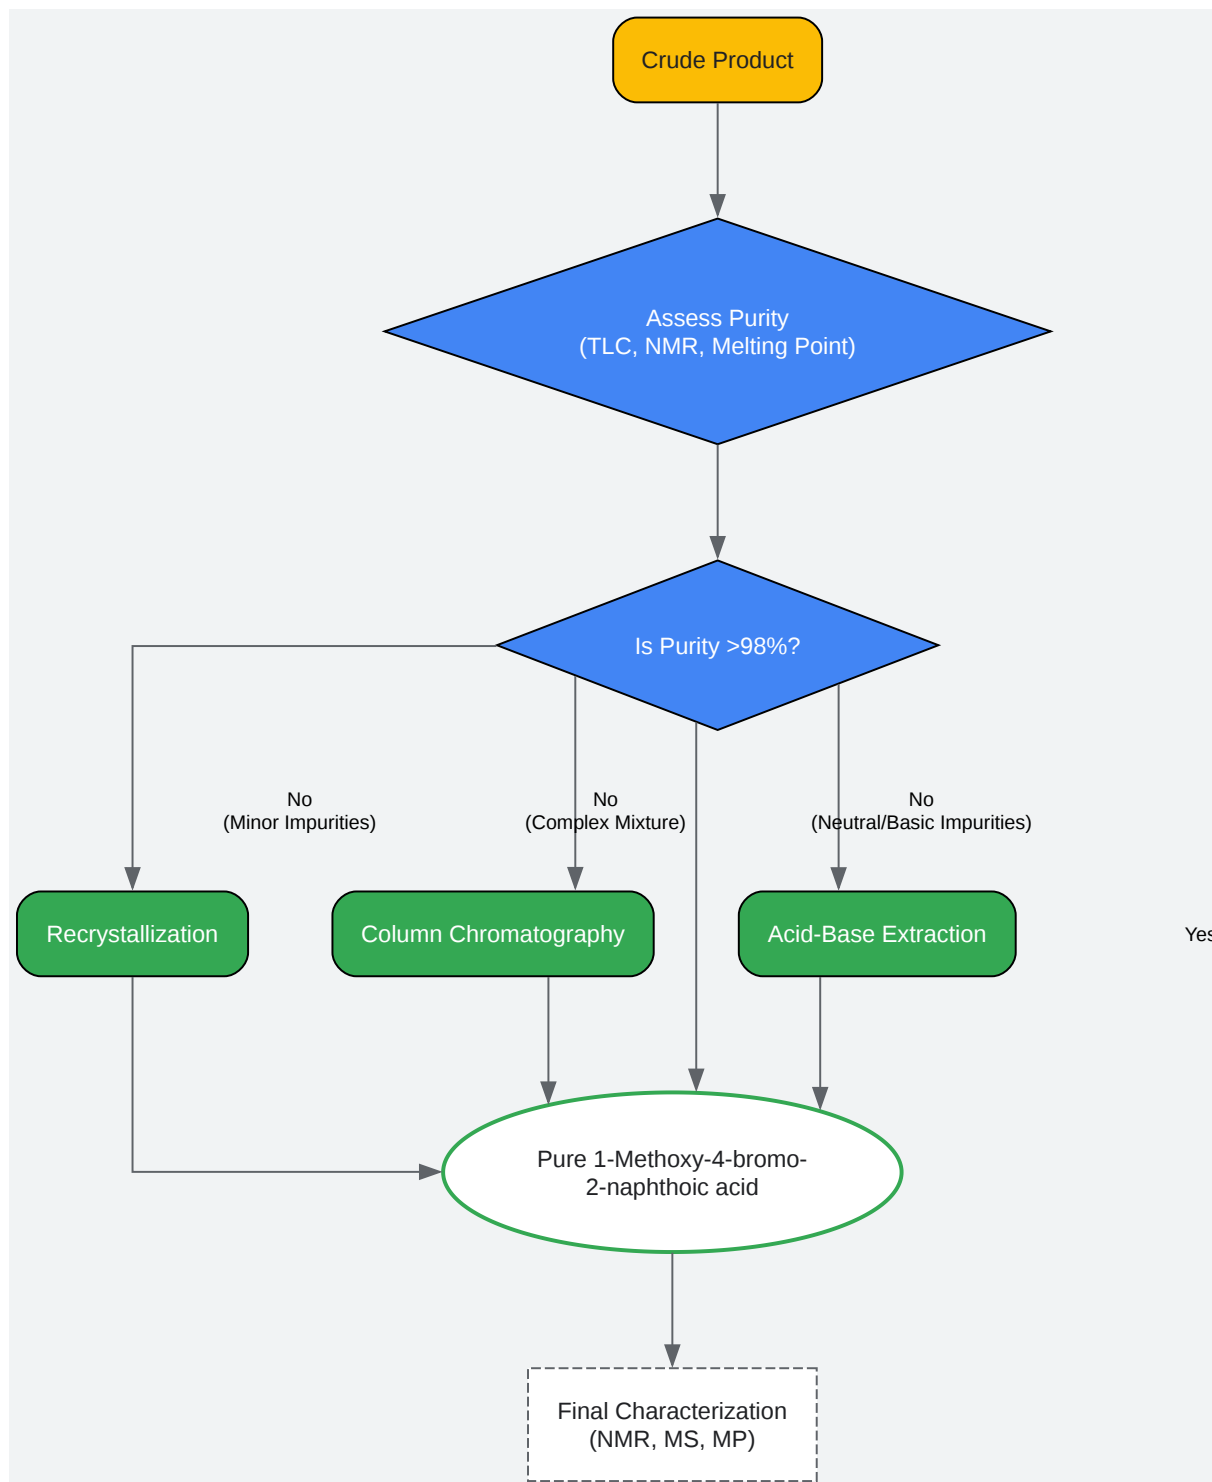 Crude Product
Assess Purity
(TLC, NMR, Melting Point)
Is Purity >98%?
No
(Minor Impurities)
No
(Complex Mixture)
No
(Neutral/Basic Impurities)
Recrystallization
Column Chromatography
Acid-Base Extraction
Yes
Pure 1-Methoxy-4-bromo-
2-naphthoic acid
Final Characterization
(NMR, MS, MP)